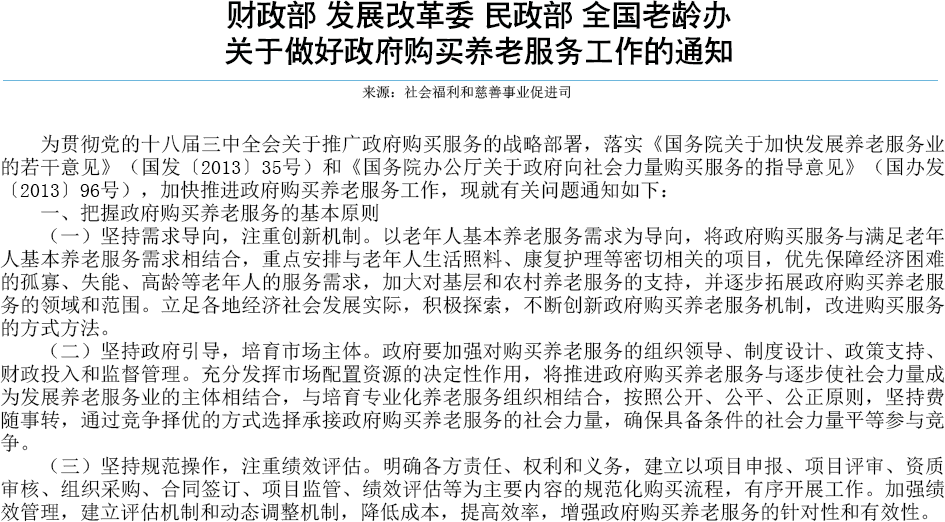 财政部 发展改革委 民政部 全国老龄办
关于做好政府购买养老服务工作的通知
来源：社会福利和慈善事业促进司
为贯彻党的十八届三中全会关于推广政府购买服务的战略部署，落实《国务院关于加快发展养老服务业
的若干意见》（国发〔2013〕35号）和《国务院办公厅关于政府向社会力量购买服务的指导意见》（国办发
〔2013〕96号），加快推进政府购买养老服务工作，现就有关问题通知如下：
一、把握政府购买养老服务的基本原则
（一）坚持需求导向，注重创新机制。以老年人基本养老服务需求为导向，将政府购买服务与满足老年
人基本养老服务需求相结合，重点安排与老年人生活照料、康复护理等密切相关的项目，优先保障经济困难
的孤寡、失能、高龄等老年人的服务需求，加大对基层和农村养老服务的支持，并逐步拓展政府购买养老服
务的领域和范围。立足各地经济社会发展实际，积极探索，不断创新政府购买养老服务机制，改进购买服务
的方式方法。
（二）坚持政府引导，培育市场主体。政府要加强对购买养老服务的组织领导、制度设计、政策支持、
财政投入和监督管理。充分发挥市场配置资源的决定性作用，将推进政府购买养老服务与逐步使社会力量成
为发展养老服务业的主体相结合，与培育专业化养老服务组织相结合，按照公开、公平、公正原则，坚持费
随事转，通过竞争择优的方式选择承接政府购买养老服务的社会力量，确保具备条件的社会力量平等参与竞
争。
（三）坚持规范操作，注重绩效评估。明确各方责任、权利和义务，建立以项目申报、项目评审、资质
审核、组织采购、合同签订、项目监管、绩效评估等为主要内容的规范化购买流程，有序开展工作。加强绩
效管理，建立评估机制和动态调整机制，降低成本，提高效率，增强政府购买养老服务的针对性和有效性。